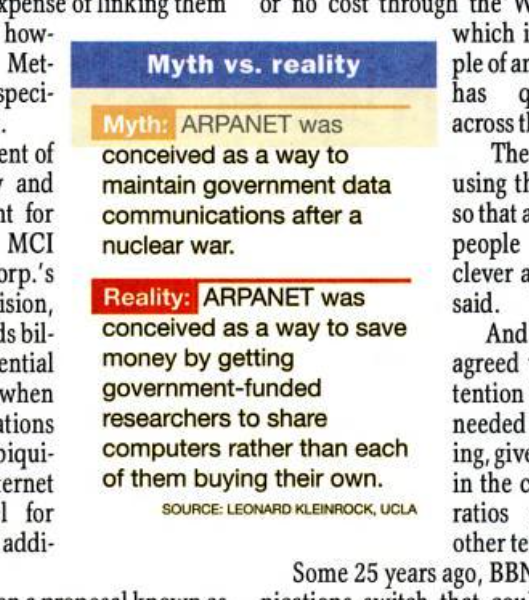 xpense of linking them
how-
Met-
speci-
ent of
and
nt for
MCI
orp.'s
ision,
ds bil-
ential
when
ations
biqui-
ternet
l for
addi-
Myth vs. reality
Myth: ARPANET was
conceived as a way to
maintain government data
communications after a
nuclear war.
Reality: ARPANET was
conceived as a way to save
money by getting
government-funded
researchers to share
computers rather than each
of them buying their own.
SOURCE: LEONARD KLEINROCK, UCLA
or no cost through the W
which i
ple of ar
has q
across th
The
using th
so that a
people
clever a
said.
And
agreed
tention
needed
ing, give
in the c
ratios
other te
Some 25 years ago, BBN